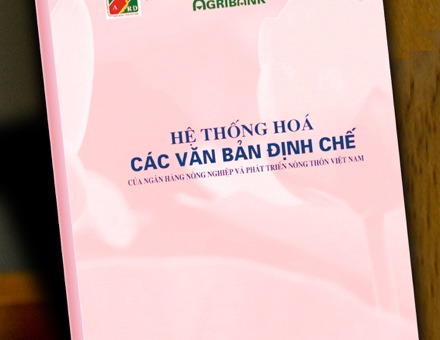 AGRIBANK
A RD
HỆ THỐNG HOÁ
CÁC VĂN BẢN ĐỊNH CHẾ
CỦA NGÂN HÀNG NÔNG NGHIỆP VÀ PHÁT TRIỂN NÔNG THÔN VIỆT NAM